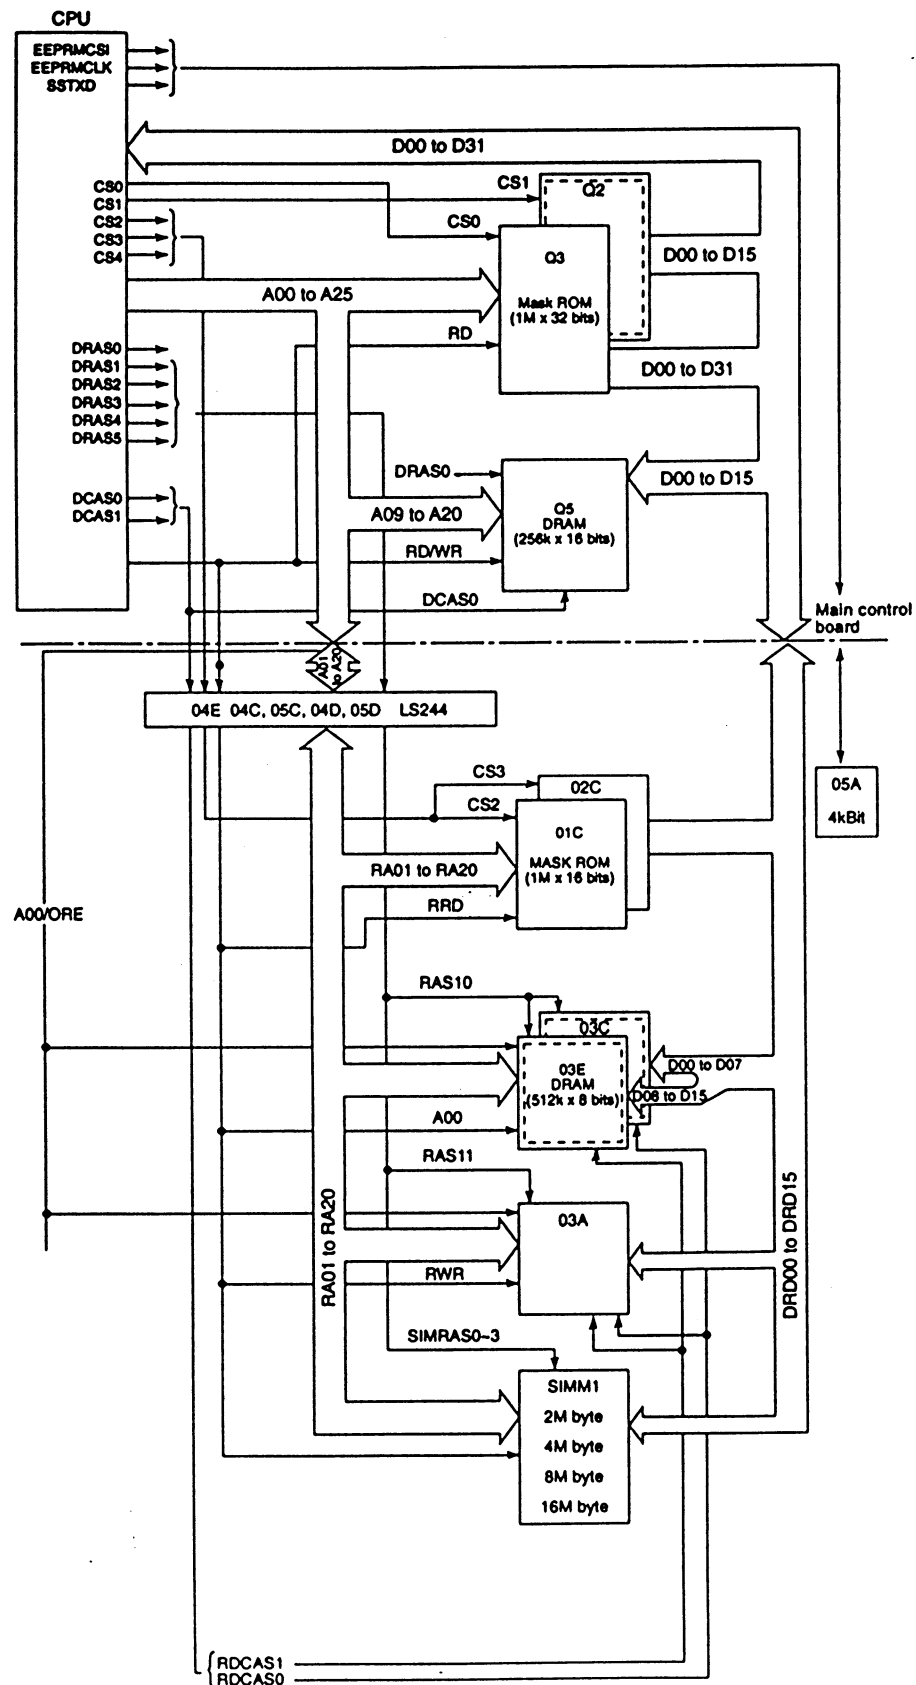 CPU
EEPRMCSI
EEPRMCLK
SSTXD
D00 to D31
CS0
CS1
CS2
CS3
CS4
CS1
Q2
CS0
Q3
Mask ROM
(1M x 32 bits)
D00 to D15
A00 to A25
RD
D00 to D31
DRAS0
DRAS1
DRAS2
DRAS3
DRAS4
DRAS5
DRAS0
D00 to D15
DCAS0
DCAS1
A09 to A20
Q5
DRAM
(256k x 16 bits)
RD/WR
DCAS0
Main control
board
A01
to A20
04E 04C, 05C, 04D, 05D LS244
CS3
02C
CS2
01C
MASK ROM
(1M x 16 bits)
05A
4kBit
RA01 to RA20
RRD
A00/ORE
RAS10
03C
03E
DRAM
(512k x 8 bits)
D00 to D07
D08 to D15
A00
RAS11
03A
RA01 to RA20
DRD00 to DRD15
RWR
SIMRAS0~3
SIMM1
2M byte
4M byte
8M byte
16M byte
RDCAS1
RDCAS0